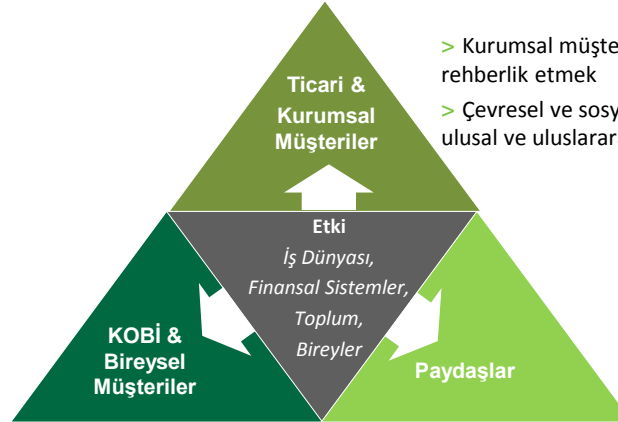 > Kurumsal müşte
rehberlik etmek
> Çevresel ve sosy
ulusal ve uluslarara
Ticari &
Kurumsal
Müşteriler
Etki
İş Dünyası,
Finansal Sistemler,
Toplum,
Bireyler
KOBİ &
Bireysel
Müşteriler
Paydaşlar